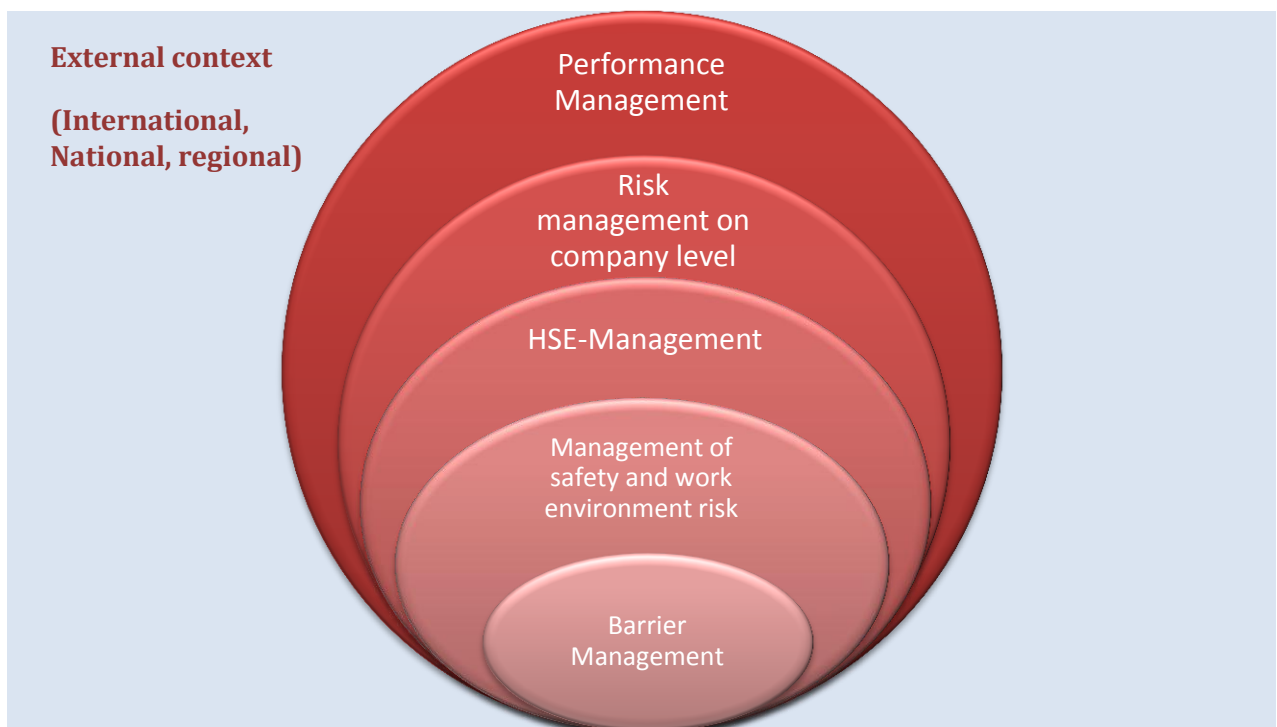 External context
(International,
National, regional)
Performance
Management
Risk
management on
company level
HSE-Management
Management of
safety and work
environment risk
Barrier
Management